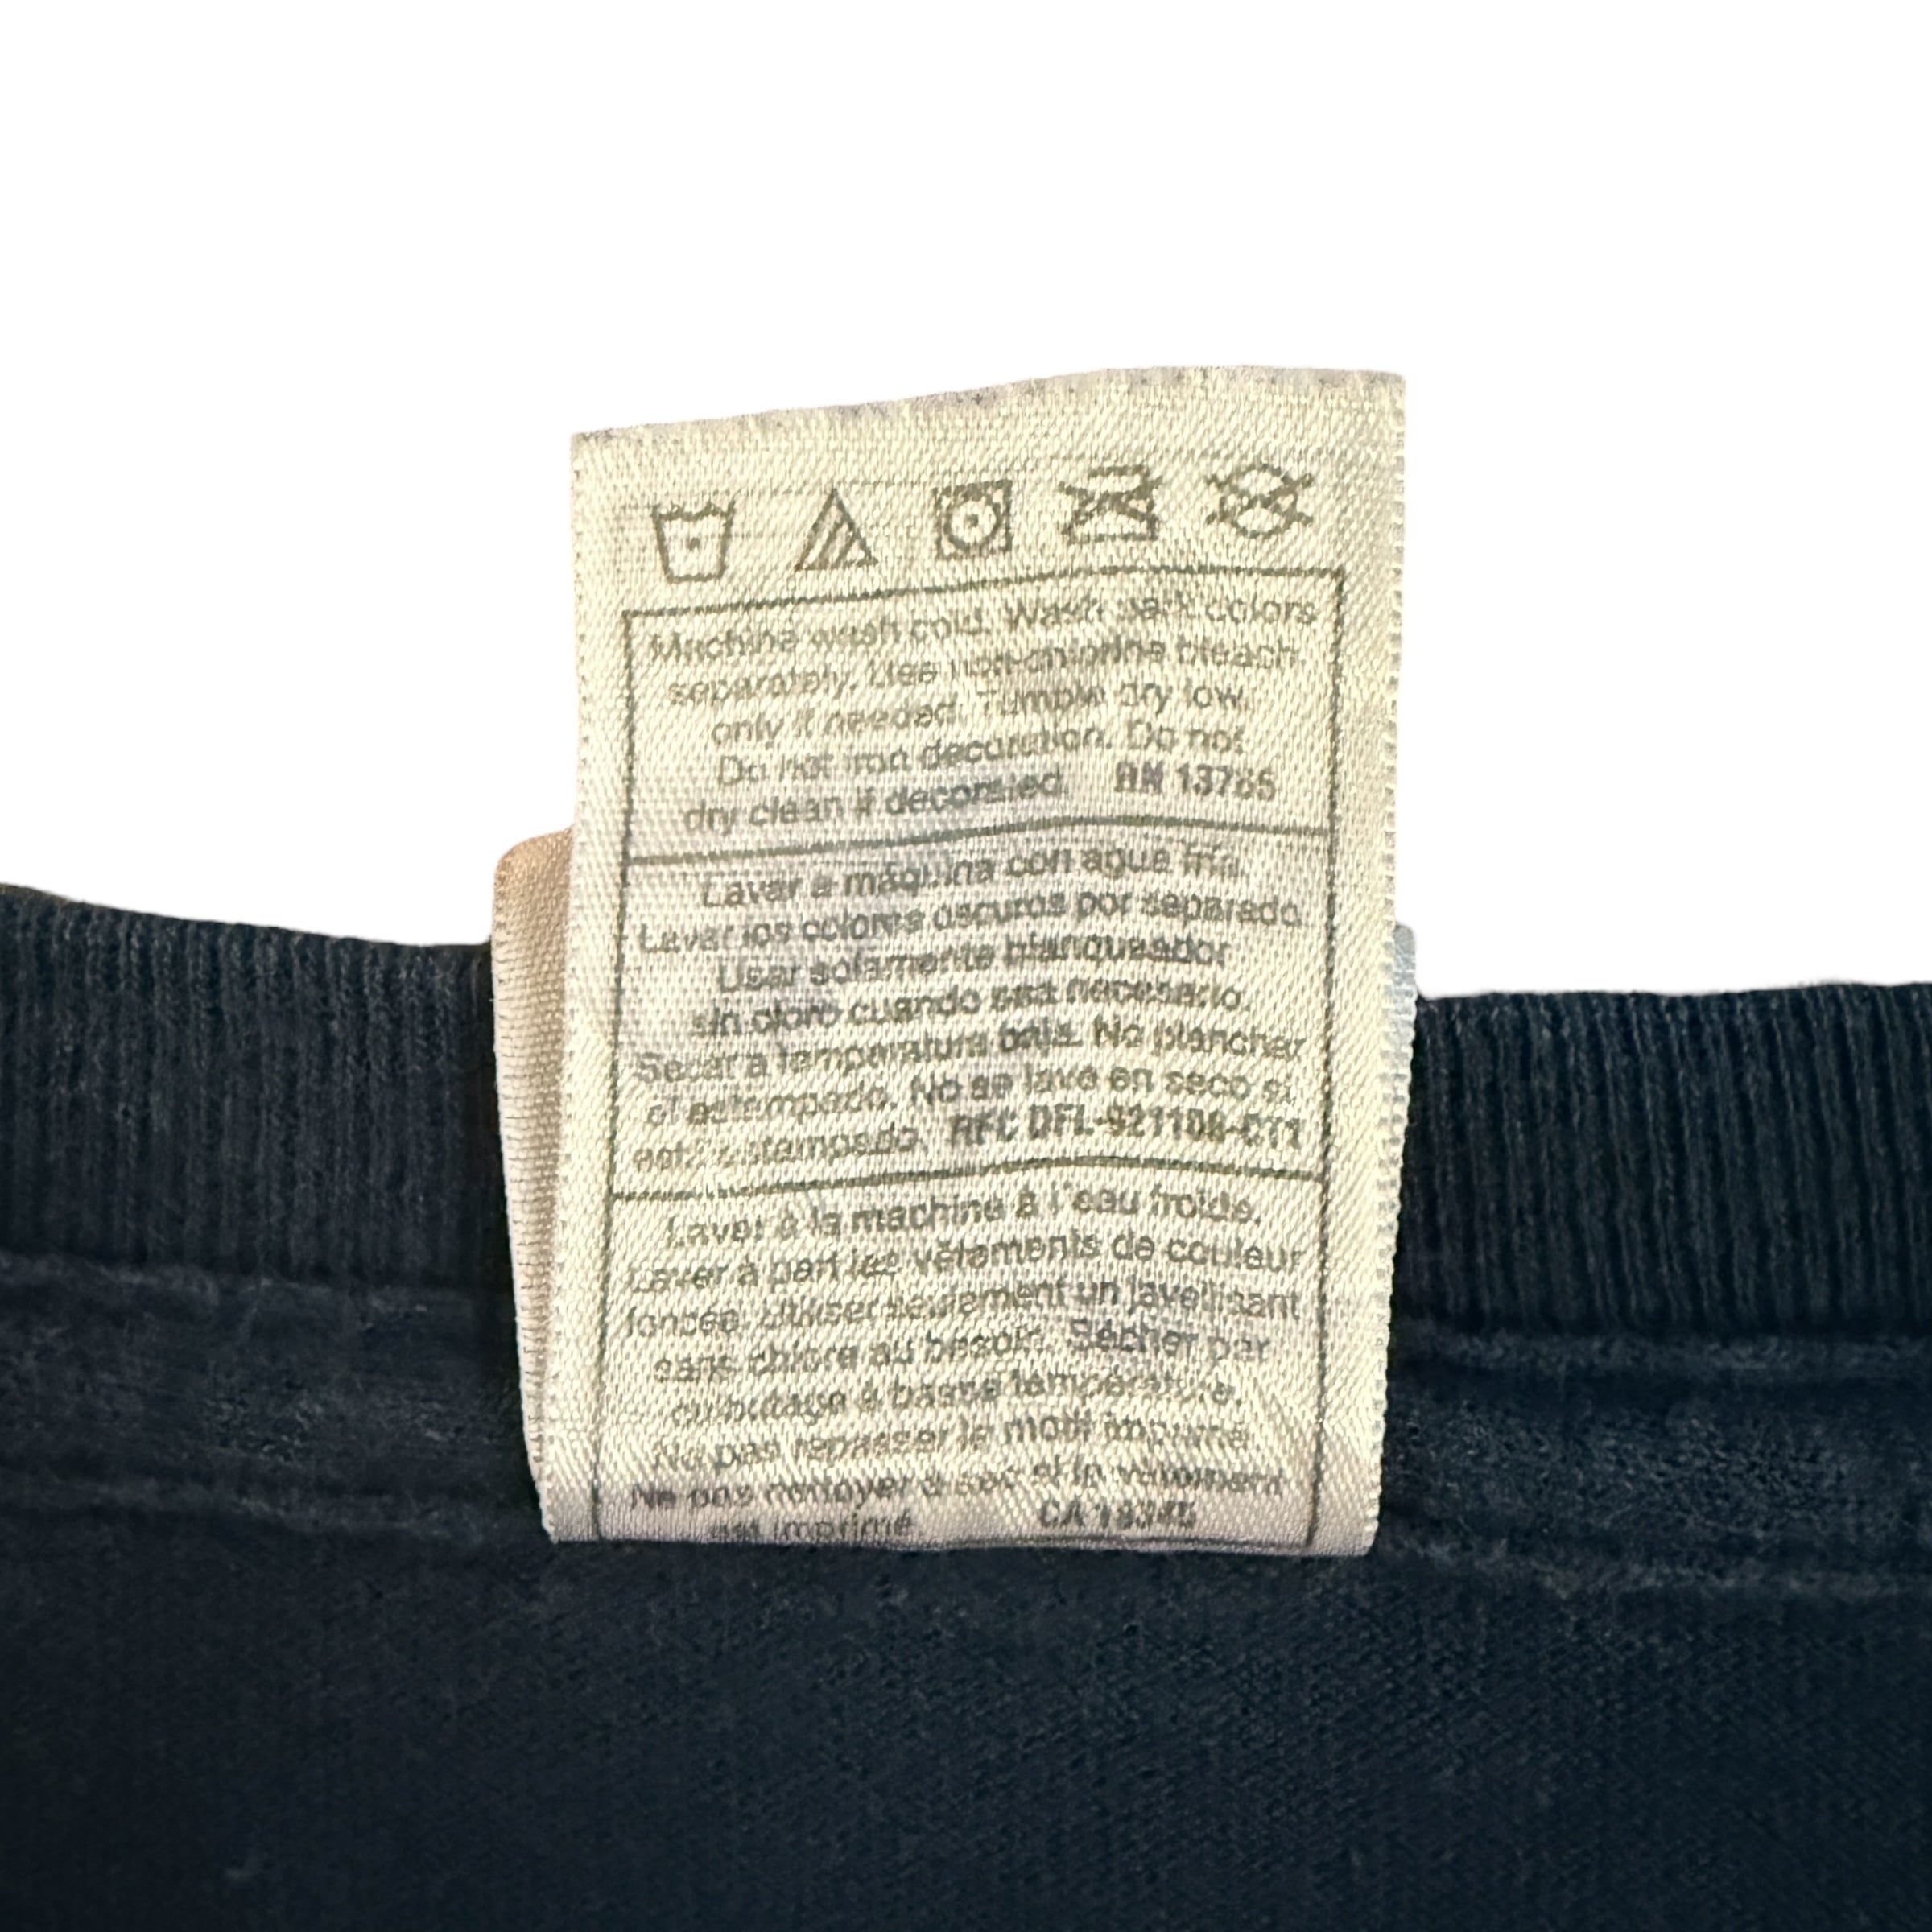 Machine wash cold. Wash dark colors
separately. Use non-chlorine bleach
only if needed. Tumble dry low.
Do not iron decoration. Do not
dry clean if decorated. RN 13765
Lavar a máquina con agua fría.
Lavar los colores oscuros por separado.
Usar solamente blanqueador
sin cloro cuando sea necesario.
Secar a temperatura baja. No planchar
el estampado. No se lave en seco si
está estampado. RFC DFL-921108-CT1
Laver à la machine à l'eau froide.
Laver à part les vêtements de couleur
foncée. Utiliser seulement un javellisant
sans chlore au besoin. Sécher par
culbutage à basse température.
Ne pas repasser le motif imprimé.
Ne pas nettoyer à sec si le vêtement
est imprimé. CA 18345